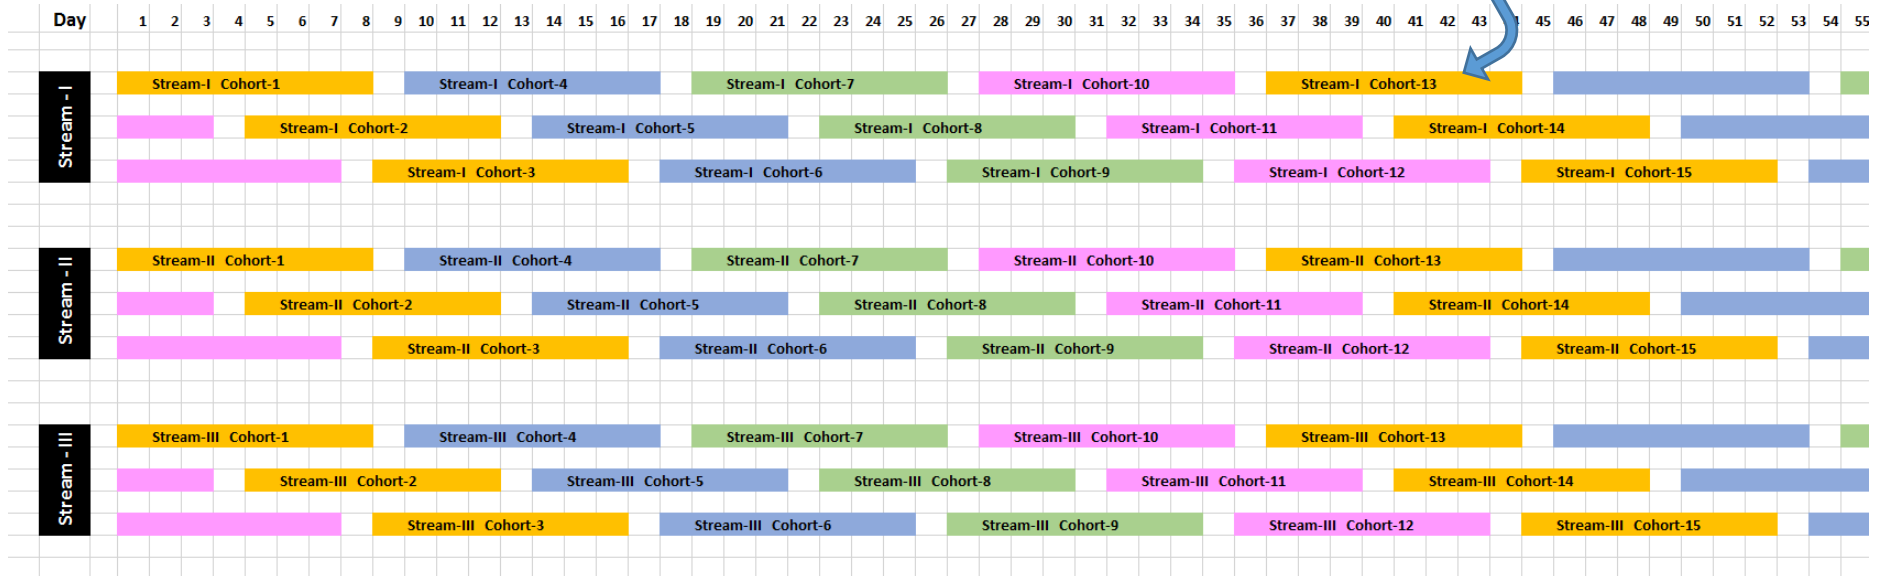 Day 1 2 3 4 5 6 7 8 9 10 11 12 13 14 15 16 17 18 19 20 21 22 23 24 25 26 27 28 29 30 31 32 33 34 35 36 37 38 39 40 41 42 43 45 46 47 48 49 50 51 52 53 54 55
Stream - I
Stream-I Cohort-1 Stream-I Cohort-4 Stream-I Cohort-7 Stream-I Cohort-10 Stream-I Cohort-13
Stream-I Cohort-2 Stream-I Cohort-5 Stream-I Cohort-8 Stream-I Cohort-11 Stream-I Cohort-14
Stream-I Cohort-3 Stream-I Cohort-6 Stream-I Cohort-9 Stream-I Cohort-12 Stream-I Cohort-15
Stream - II
Stream-II Cohort-1 Stream-II Cohort-4 Stream-II Cohort-7 Stream-II Cohort-10 Stream-II Cohort-13
Stream-II Cohort-2 Stream-II Cohort-5 Stream-II Cohort-8 Stream-II Cohort-11 Stream-II Cohort-14
Stream-II Cohort-3 Stream-II Cohort-6 Stream-II Cohort-9 Stream-II Cohort-12 Stream-II Cohort-15
Stream - III
Stream-III Cohort-1 Stream-III Cohort-4 Stream-III Cohort-7 Stream-III Cohort-10 Stream-III Cohort-13
Stream-III Cohort-2 Stream-III Cohort-5 Stream-III Cohort-8 Stream-III Cohort-11 Stream-III Cohort-14
Stream-III Cohort-3 Stream-III Cohort-6 Stream-III Cohort-9 Stream-III Cohort-12 Stream-III Cohort-15